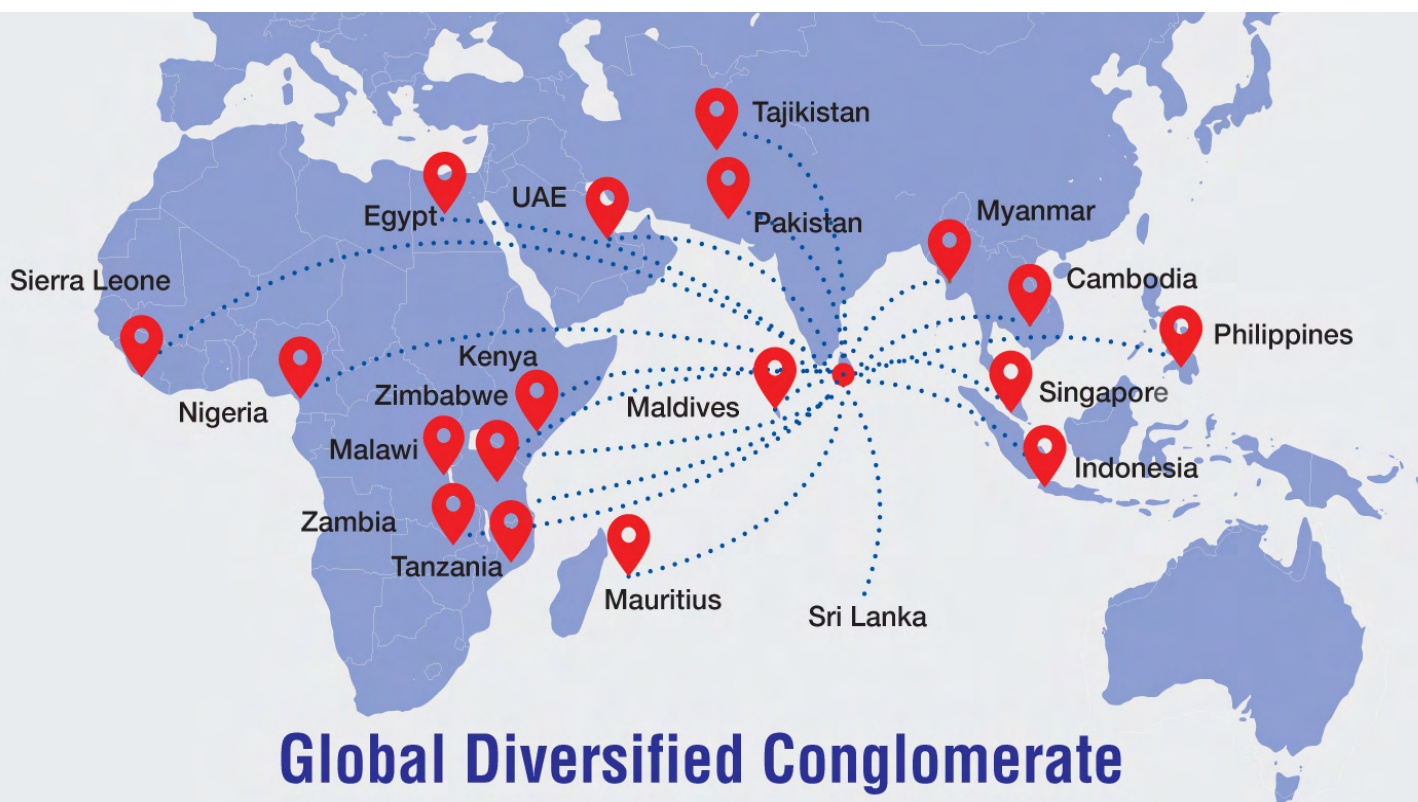 Tajikistan
UAE
Egypt
Pakistan
Myanmar
Sierra Leone
Cambodia
Philippines
Kenya
Zimbabwe
Nigeria
Maldives
Singapore
Malawi
Indonesia
Zambia
Tanzania
Mauritius
Sri Lanka
Global Diversified Conglomerate